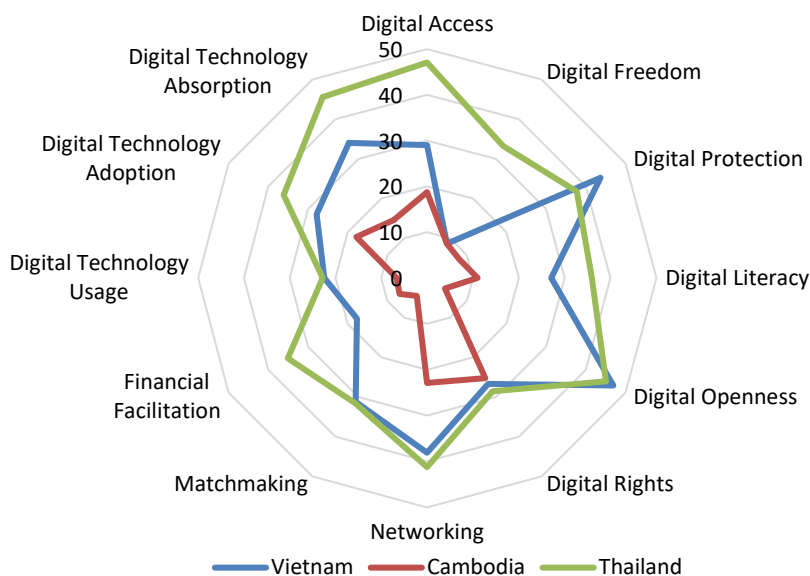 Digital Access
50
40
30
20
10
0
Digital Freedom
Digital Protection
Digital Literacy
Digital Openness
Digital Rights
Networking
Matchmaking
Financial
Facilitation
Digital Technology
Usage
Digital Technology
Adoption
Digital Technology
Absorption
Vietnam
Cambodia
Thailand